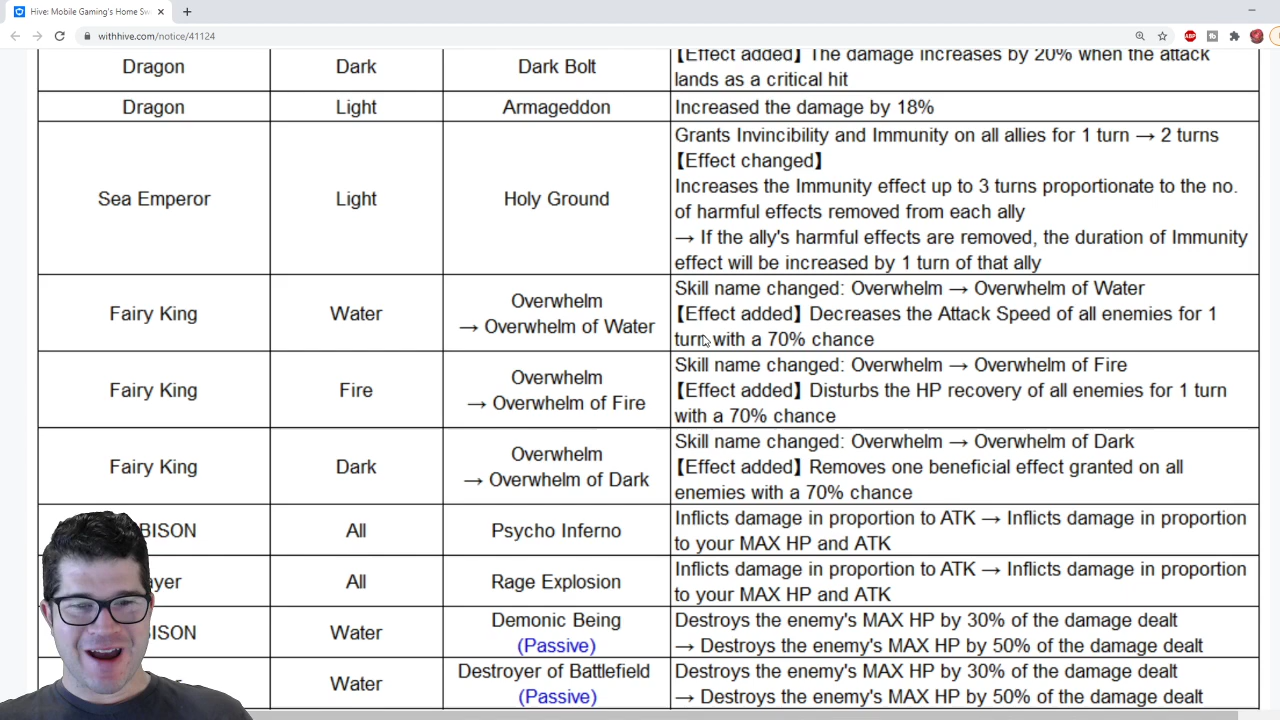 Hive: Mobile Gaming's Home Sw
withhive.com/notice/41124
【Effect added】 The damage increases by 20% when the attack
Dragon
Dark
Dark Bolt
lands as a critical hit
Dragon
Light
Armageddon
Increased the damage by 18%
Sea Emperor
Light
Holy Ground
Grants Invincibility and Immunity on all allies for 1 turn → 2 turns
【Effect changed】
Increases the Immunity effect up to 3 turns proportionate to the no.
of harmful effects removed from each ally
→ If the ally's harmful effects are removed, the duration of Immunity
effect will be increased by 1 turn of that ally
Fairy King
Water
Overwhelm
→ Overwhelm of Water
Skill name changed: Overwhelm → Overwhelm of Water
【Effect added】 Decreases the Attack Speed of all enemies for 1
turn with a 70% chance
Fairy King
Fire
Overwhelm
→ Overwhelm of Fire
Skill name changed: Overwhelm → Overwhelm of Fire
【Effect added】 Disturbs the HP recovery of all enemies for 1 turn
with a 70% chance
Fairy King
Dark
Overwhelm
→ Overwhelm of Dark
Skill name changed: Overwhelm → Overwhelm of Dark
【Effect added】 Removes one beneficial effect granted on all
enemies with a 70% chance
BISON
All
Psycho Inferno
Inflicts damage in proportion to ATK → Inflicts damage in proportion
to your MAX HP and ATK
ayer
All
Rage Explosion
Inflicts damage in proportion to ATK → Inflicts damage in proportion
to your MAX HP and ATK
BISON
Water
Demonic Being
(Passive)
Destroys the enemy's MAX HP by 30% of the damage dealt
→ Destroys the enemy's MAX HP by 50% of the damage dealt
Water
Destroyer of Battlefield
(Passive)
Destroys the enemy's MAX HP by 30% of the damage dealt
→ Destroys the enemy's MAX HP by 50% of the damage dealt